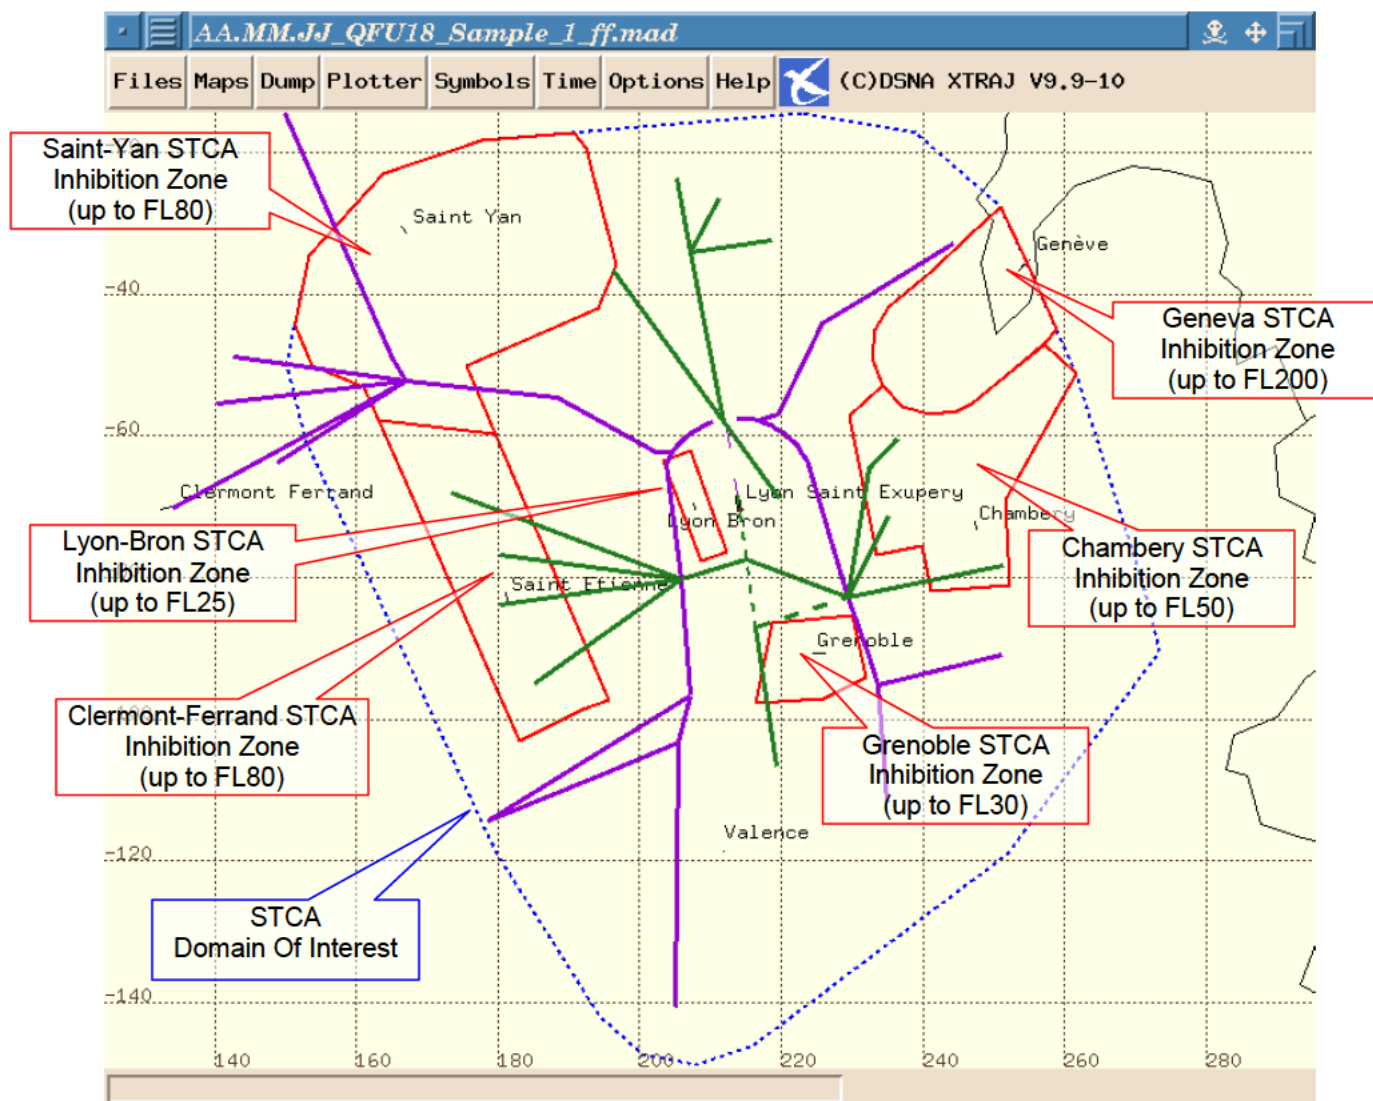 AA.MM.JJ_QFU18_Sample_1_ff.mad
Files Maps Dump Plotter Symbols Time Options Help (C)DSNA XTRAJ V9.9-10
Saint-Yan STCA
Inhibition Zone
(up to FL80)
Saint Yan
Genève
-40
Geneva STCA
Inhibition Zone
(up to FL200)
-60
Clermont Ferrand
Lyon Saint Exupery
Lyon Bron
Chambery
Lyon-Bron STCA
Inhibition Zone
(up to FL25)
Saint Etienne
Chambery STCA
Inhibition Zone
(up to FL50)
Grenoble
Clermont-Ferrand STCA
Inhibition Zone
(up to FL80)
Grenoble STCA
Inhibition Zone
(up to FL30)
Valence
-120
STCA
Domain Of Interest
-140
140 160 180 200 220 240 260 280